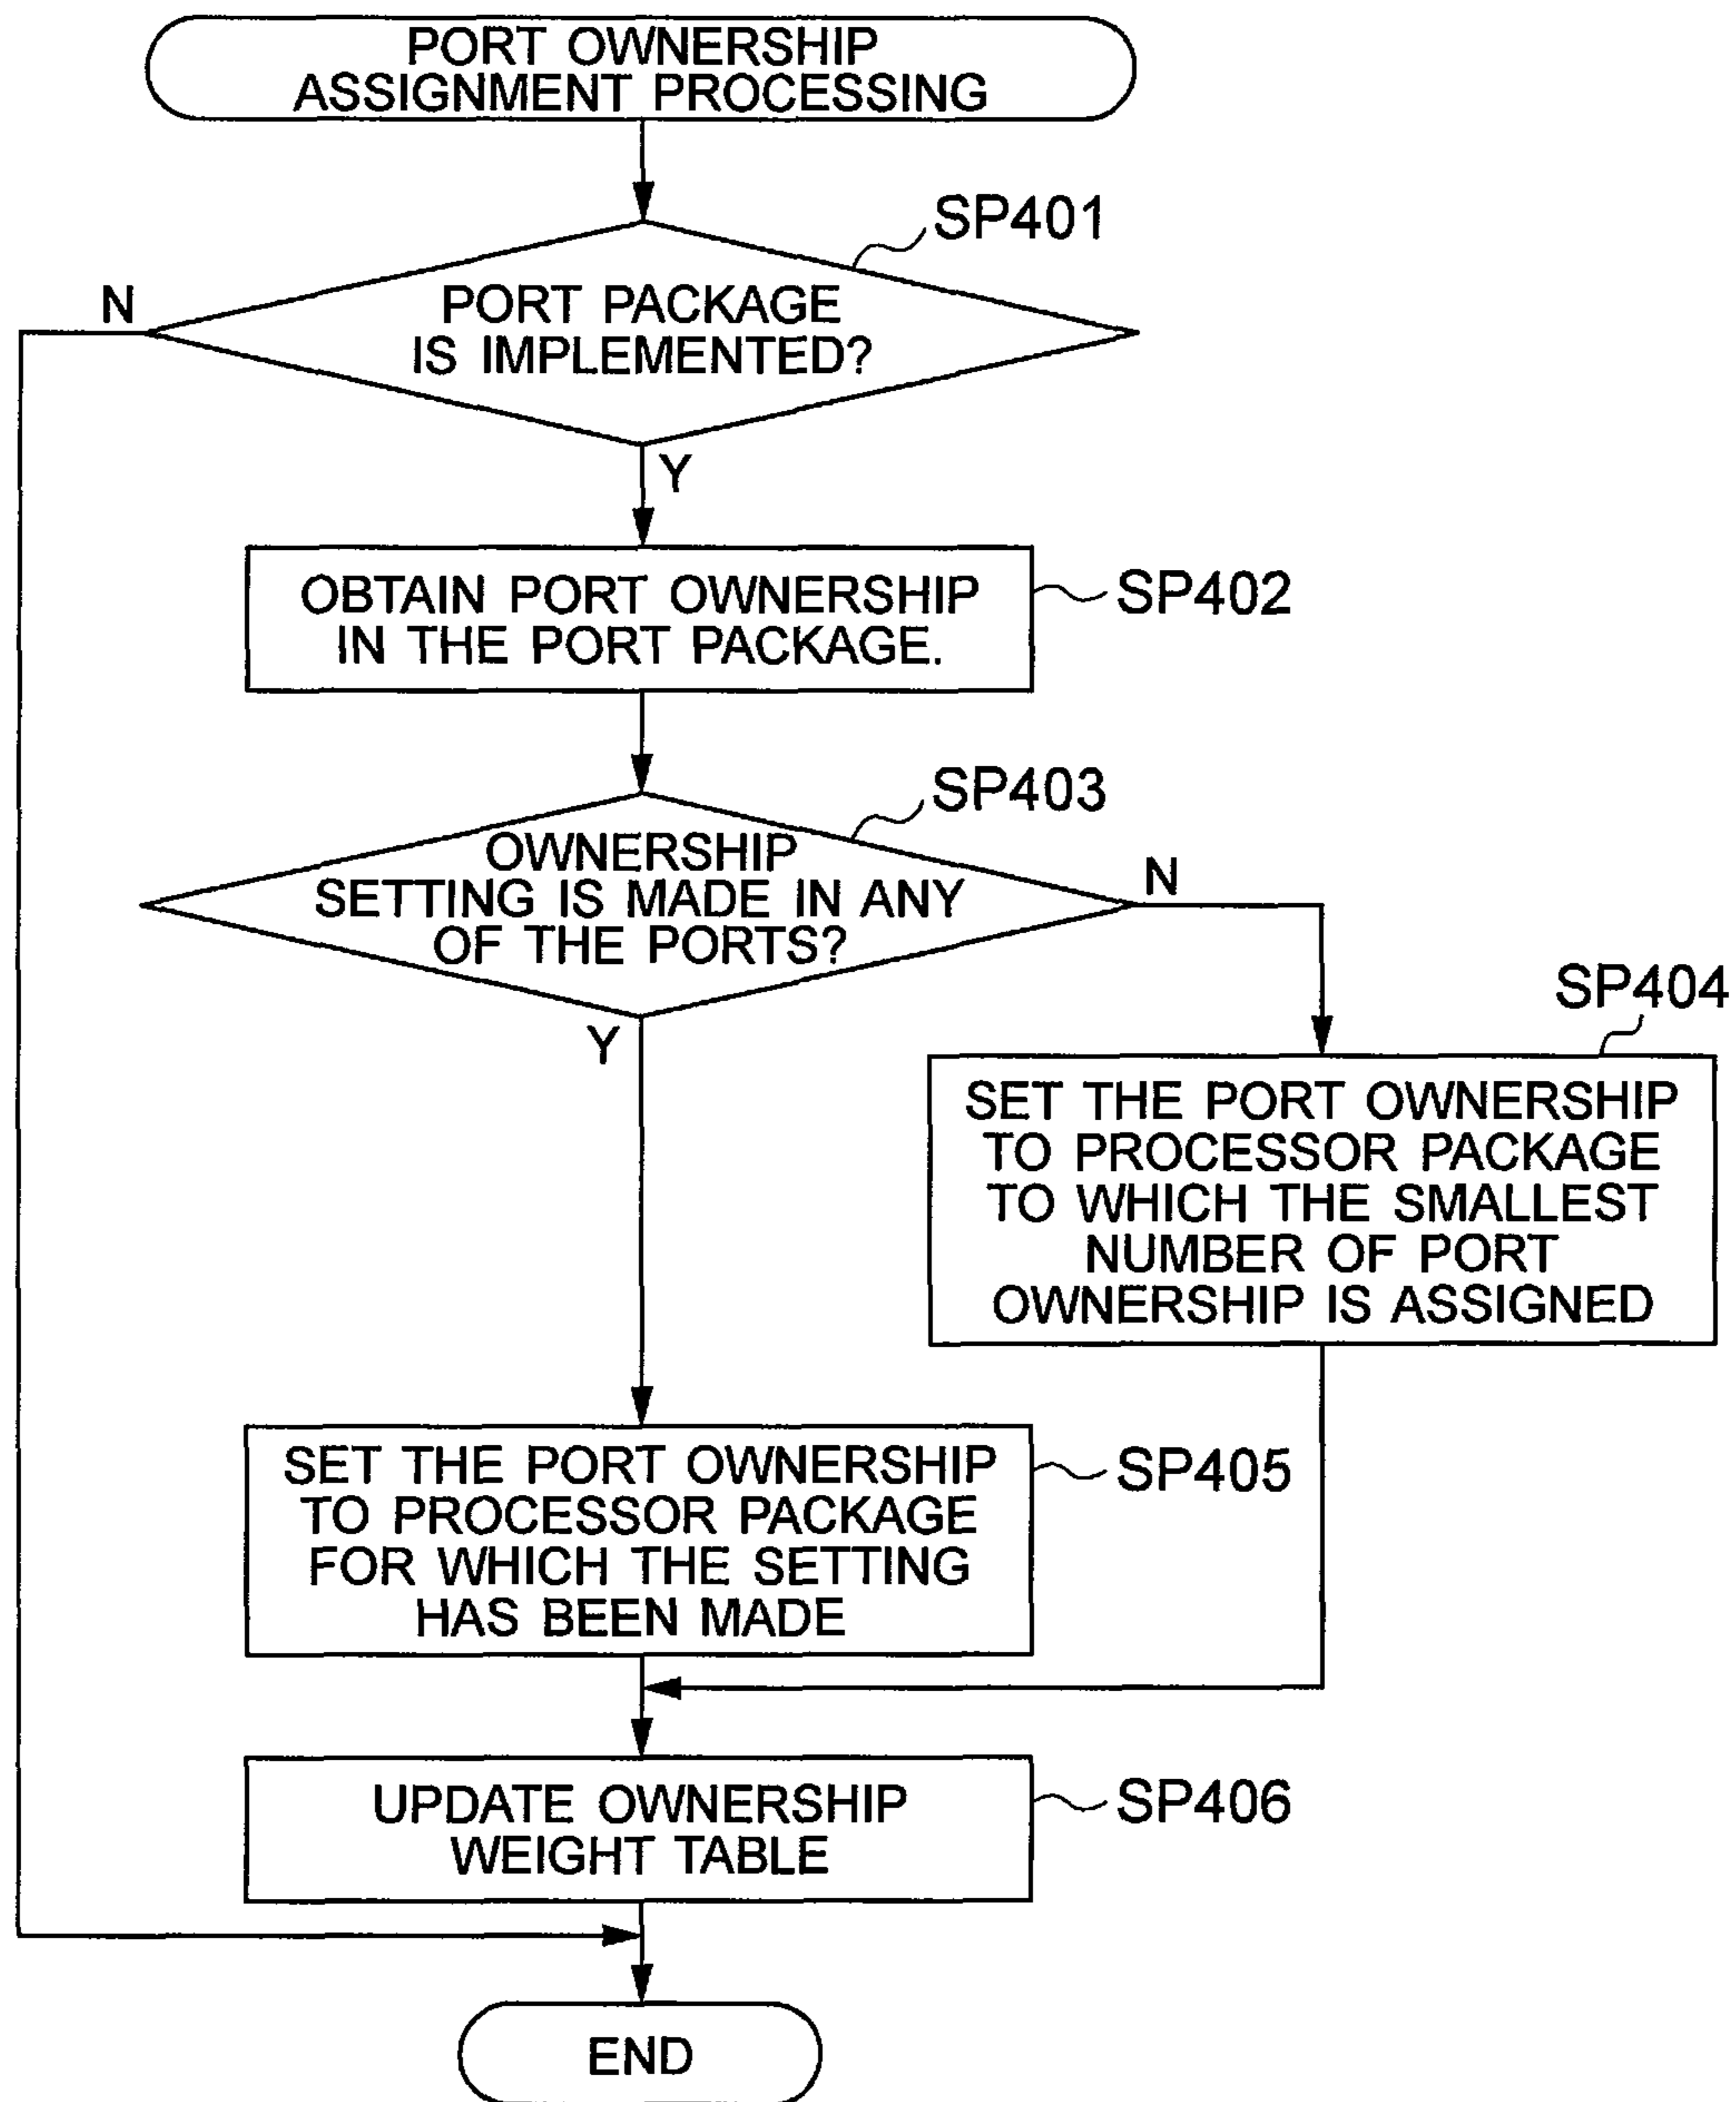 PORT OWNERSHIP
ASSIGNMENT PROCESSING
SP401
N
PORT PACKAGE
IS IMPLEMENTED?
Y
OBTAIN PORT OWNERSHIP
IN THE PORT PACKAGE.
SP402
SP403
OWNERSHIP
SETTING IS MADE IN ANY
OF THE PORTS?
N
Y
SP404
SET THE PORT OWNERSHIP
TO PROCESSOR PACKAGE
TO WHICH THE SMALLEST
NUMBER OF PORT
OWNERSHIP IS ASSIGNED
SET THE PORT OWNERSHIP
TO PROCESSOR PACKAGE
FOR WHICH THE SETTING
HAS BEEN MADE
SP405
UPDATE OWNERSHIP
WEIGHT TABLE
SP406
END